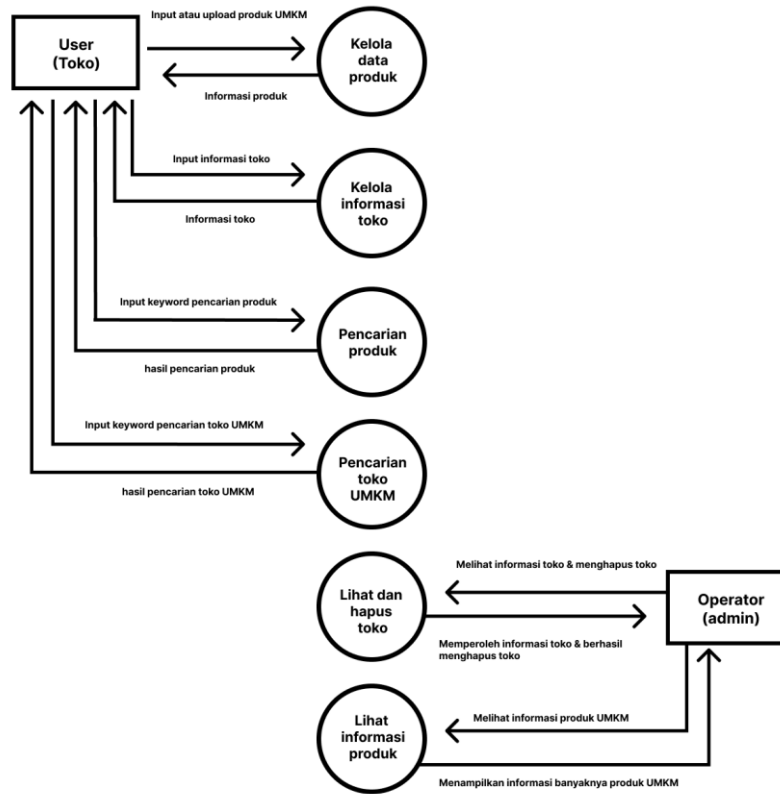 Input atau upload produk UMKM
User
(Toko)
Kelola
data
produk
Informasi produk
Input informasi toko
Kelola
informasi
toko
Informasi toko
Input keyword pencarian produk
Pencarian
produk
hasil pencarian produk
Input keyword pencarian toko UMKM
Pencarian
toko
UMKM
hasil pencarian toko UMKM
Melihat informasi toko & menghapus toko
Lihat dan
hapus
toko
Operator
(admin)
Memperoleh informasi toko & berhasil
menghapus toko
Lihat
informasi
produk
Melihat informasi produk UMKM
Menampilkan informasi banyaknya produk UMKM